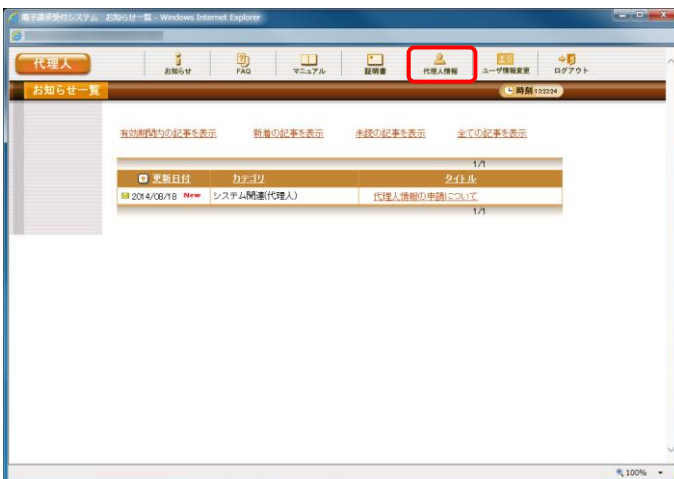 電子請求受付システム お知らせ一覧 - Windows Internet Explorer
代理人
お知らせ
FAQ
マニュアル
証明書
代理人情報
ユーザ情報変更
ログアウト
お知らせ一覧
時刻 13:23:24
有効期間内の記事を表示 新着の記事を表示 未読の記事を表示 全ての記事を表示
1/1
更新日付 カテゴリ タイトル
2014/08/18 New システム関連(代理人) 代理人情報の申請について
1/1
100%